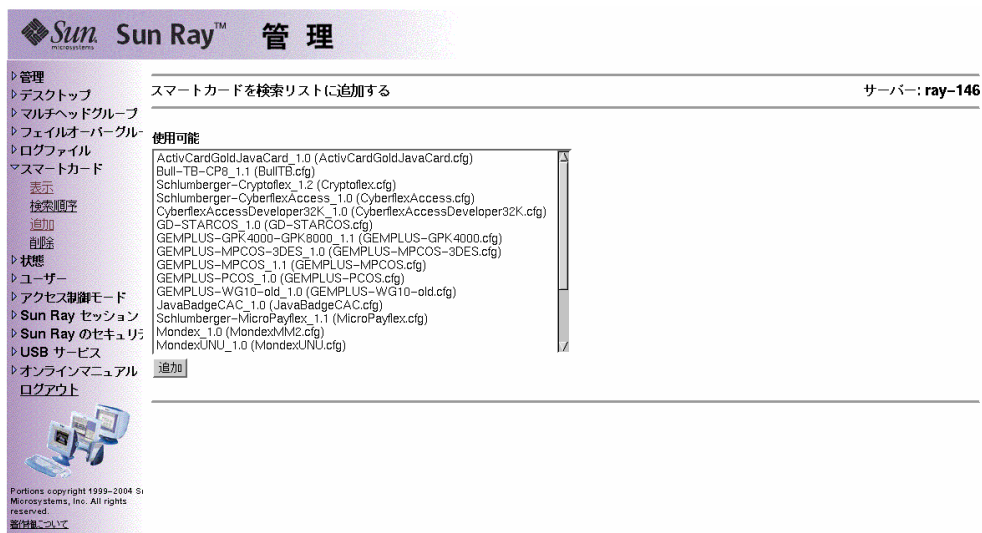 Sun microsystems Sun Ray™ 管 理
管理
デスクトップ
マルチヘッドグループ
フェイルオーバーグルー
ログファイル
スマートカード
表示
検索順序
追加
削除
状態
ユーザー
アクセス制御モード
Sun Ray セッション
Sun Ray のセキュリテ
USB サービス
オンラインマニュアル
ログアウト
Portions copyright 1999-2004 Su
Microsystems, Inc. All rights
reserved.
著作権について
スマートカードを検索リストに追加する
サーバー: ray-146
使用可能
ActivCardGoldJavaCard_1.0 (ActivCardGoldJavaCard.cfg)
Bull-TB-CP8_1.1 (BullTB.cfg)
Schlumberger-Cryptoflex_1.2 (Cryptoflex.cfg)
Schlumberger-CyberflexAccess_1.0 (CyberflexAccess.cfg)
CyberflexAccessDeveloper32K_1.0 (CyberflexAccessDeveloper32K.cfg)
GD-STARCOS_1.0 (GD-STARCOS.cfg)
GEMPLUS-GPK4000-GPK8000_1.1 (GEMPLUS-GPK4000.cfg)
GEMPLUS-MPCOS-3DES_1.0 (GEMPLUS-MPCOS-3DES.cfg)
GEMPLUS-MPCOS_1.1 (GEMPLUS-MPCOS.cfg)
GEMPLUS-PCOS_1.0 (GEMPLUS-PCOS.cfg)
GEMPLUS-WG10-old_1.0 (GEMPLUS-WG10-old.cfg)
JavaBadgeCAC_1.0 (JavaBadgeCAC.cfg)
Schlumberger-MicroPayflex_1.1 (MicroPayflex.cfg)
Mondex_1.0 (MondexMM2.cfg)
MondexUNU_1.0 (MondexUNU.cfg)
追加